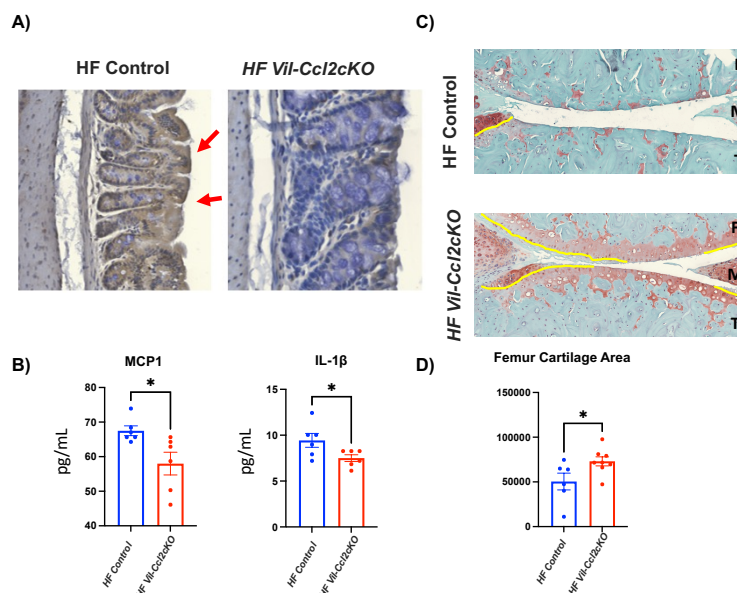 A)
HF Control
HF Vil-Ccl2cKO
B)
MCP1
*
pg/mL
70
60
50
40
HF Control
HF Vil-Ccl2cKO
IL-1β
*
pg/mL
15
10
5
0
HF Control
HF Vil-Ccl2cKO
C)
HF Control
M
T
HF Vil-Ccl2cKO
F
M
T
D)
Femur Cartilage Area
*
150000
100000
50000
0
HF Control
HF Vil-Ccl2cKO